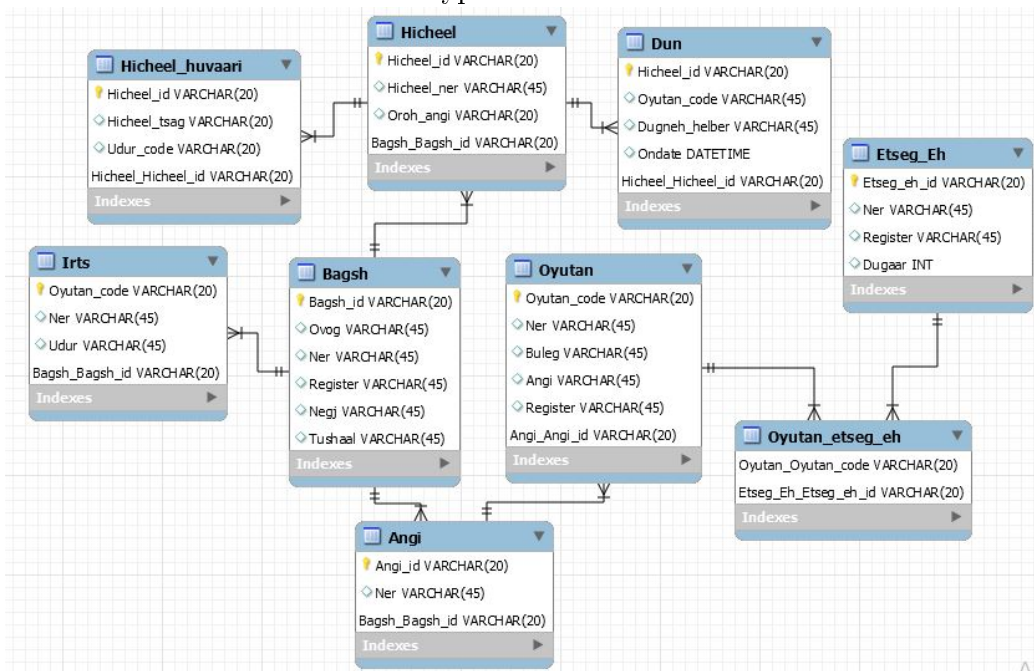 Hicheel
Hicheel_id VARCHAR(20)
Hicheel_ner VARCHAR(45)
Oroh_angi VARCHAR(20)
Bagsh_Bagsh_id VARCHAR(20)
Indexes
Hicheel_huvaari
Hicheel_id VARCHAR(20)
Hicheel_tsag VARCHAR(20)
Udur_code VARCHAR(20)
Hicheel_Hicheel_id VARCHAR(20)
Indexes
Dun
Hicheel_id VARCHAR(20)
Oyutan_code VARCHAR(45)
Dugneh_helber VARCHAR(45)
Ondate DATETIME
Hicheel_Hicheel_id VARCHAR(20)
Indexes
Etseg_Eh
Etseg_eh_id VARCHAR(20)
Ner VARCHAR(45)
Register VARCHAR(45)
Dugaar INT
Indexes
Irts
Oyutan_code VARCHAR(20)
Ner VARCHAR(45)
Udur VARCHAR(45)
Bagsh_Bagsh_id VARCHAR(20)
Indexes
Bagsh
Bagsh_id VARCHAR(20)
Ovog VARCHAR(45)
Ner VARCHAR(45)
Register VARCHAR(45)
Negj VARCHAR(45)
Tushaal VARCHAR(45)
Indexes
Oyutan
Oyutan_code VARCHAR(20)
Ner VARCHAR(45)
Buleg VARCHAR(45)
Angi VARCHAR(45)
Register VARCHAR(45)
Angi_Angi_id VARCHAR(20)
Indexes
Oyutan_etseg_eh
Oyutan_Oyutan_code VARCHAR(20)
Etseg_Eh_Etseg_eh_id VARCHAR(20)
Indexes
Angi
Angi_id VARCHAR(20)
Ner VARCHAR(45)
Bagsh_Bagsh_id VARCHAR(20)
Indexes